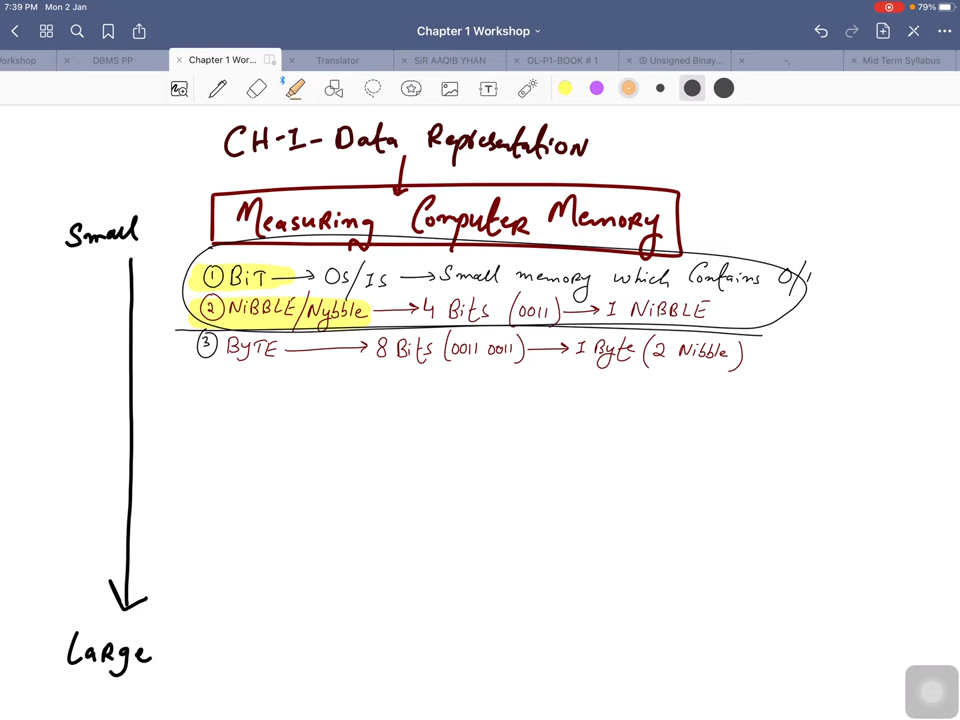 7:39 PM Mon 2 Jan
79%
Chapter 1 Workshop
orkshop
DBMS PP
Chapter 1 Wor...
Translator
SIR AAQIB YHAN
OL-P1-BOOK # 1
Unsigned Binay...
Mid Term Syllabus
CH-1-Data Representation
Measuring Computer Memory
Small
① BiT → 0s/1s → Small memory which Contains 0/1
② NiBBLE/Nybble → 4 Bits (0011) → 1 NiBBLE
③ ByTE → 8 Bits (0011 0011) → 1 Byte (2 Nibble)
Large